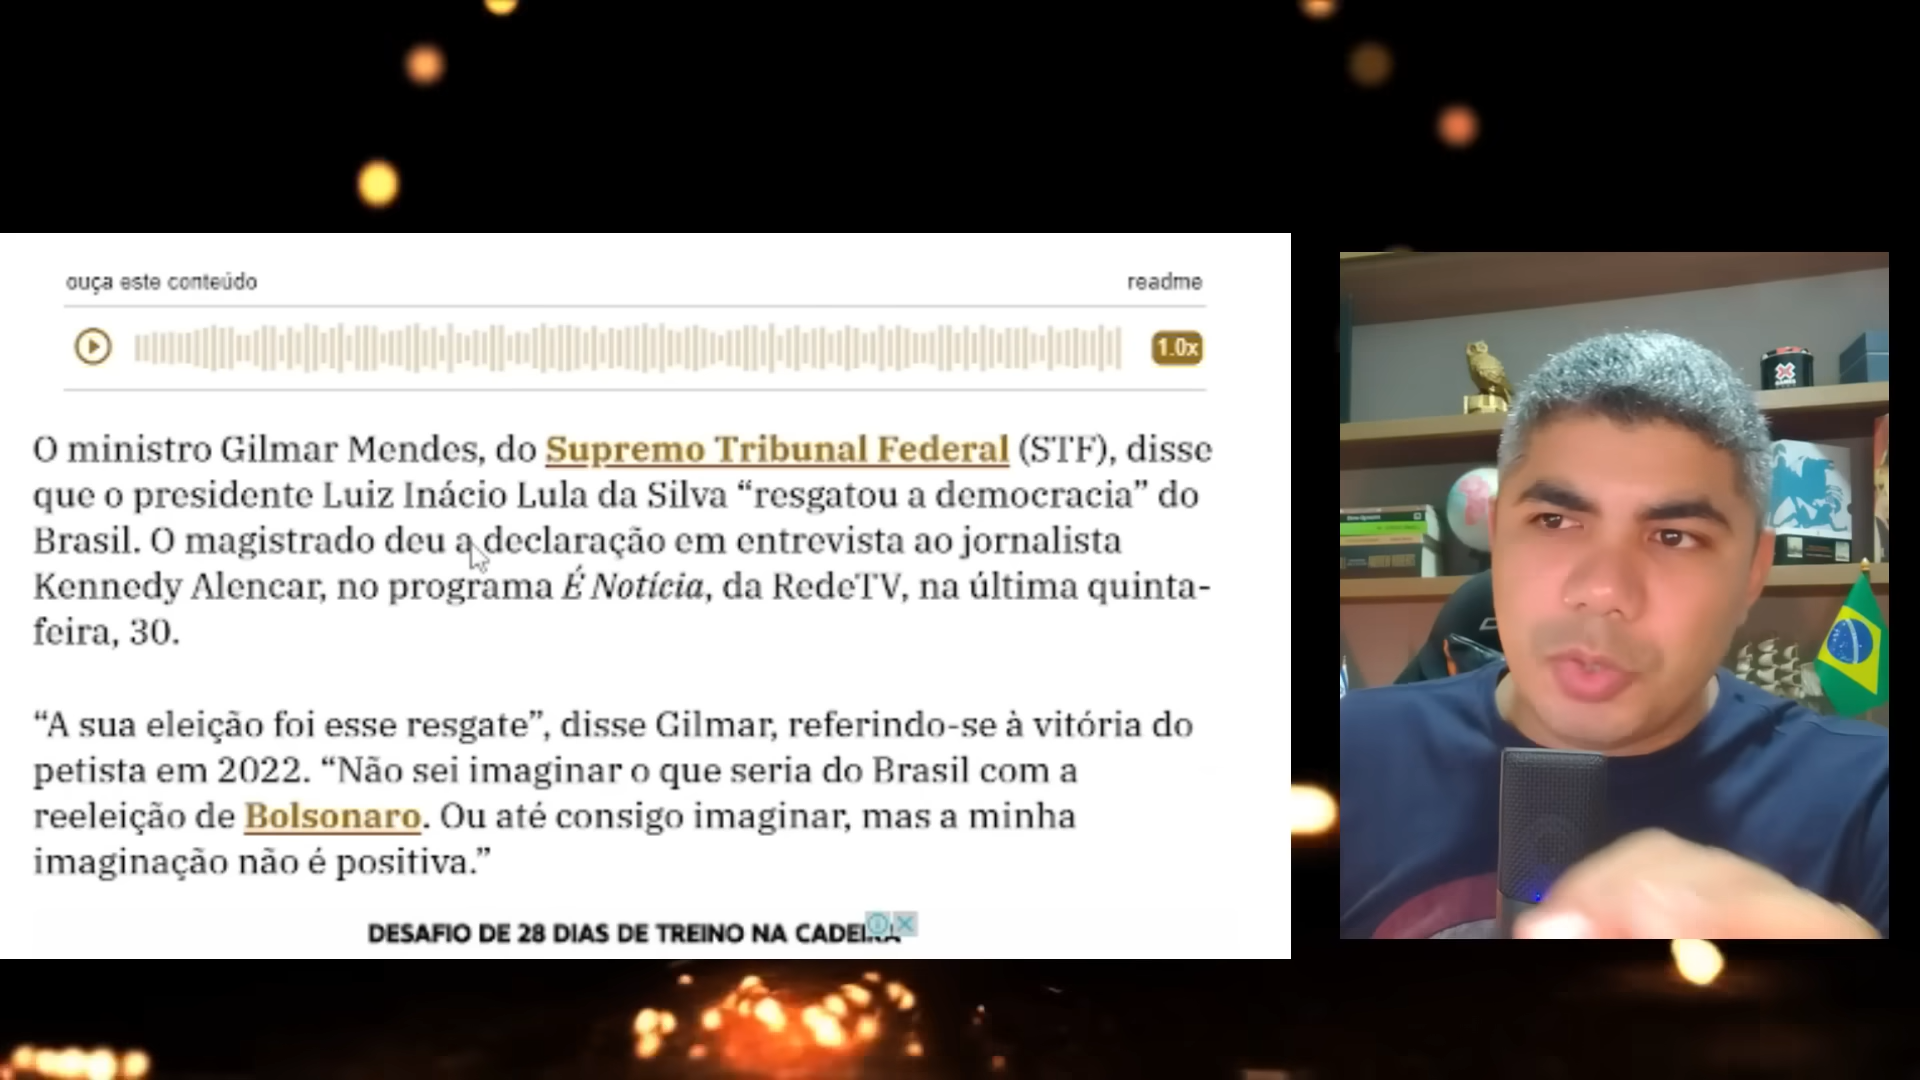 ouça este conteúdo
readme
1.0x
O ministro Gilmar Mendes, do Supremo Tribunal Federal (STF), disse
que o presidente Luiz Inácio Lula da Silva “resgatou a democracia” do
Brasil. O magistrado deu a declaração em entrevista ao jornalista
Kennedy Alencar, no programa É Notícia, da RedeTV, na última quinta-
feira, 30.
“A sua eleição foi esse resgate”, disse Gilmar, referindo-se à vitória do
petista em 2022. “Não sei imaginar o que seria do Brasil com a
reeleição de Bolsonaro. Ou até consigo imaginar, mas a minha
imaginação não é positiva.”
DESAFIO DE 28 DIAS DE TREINO NA CADEIRA